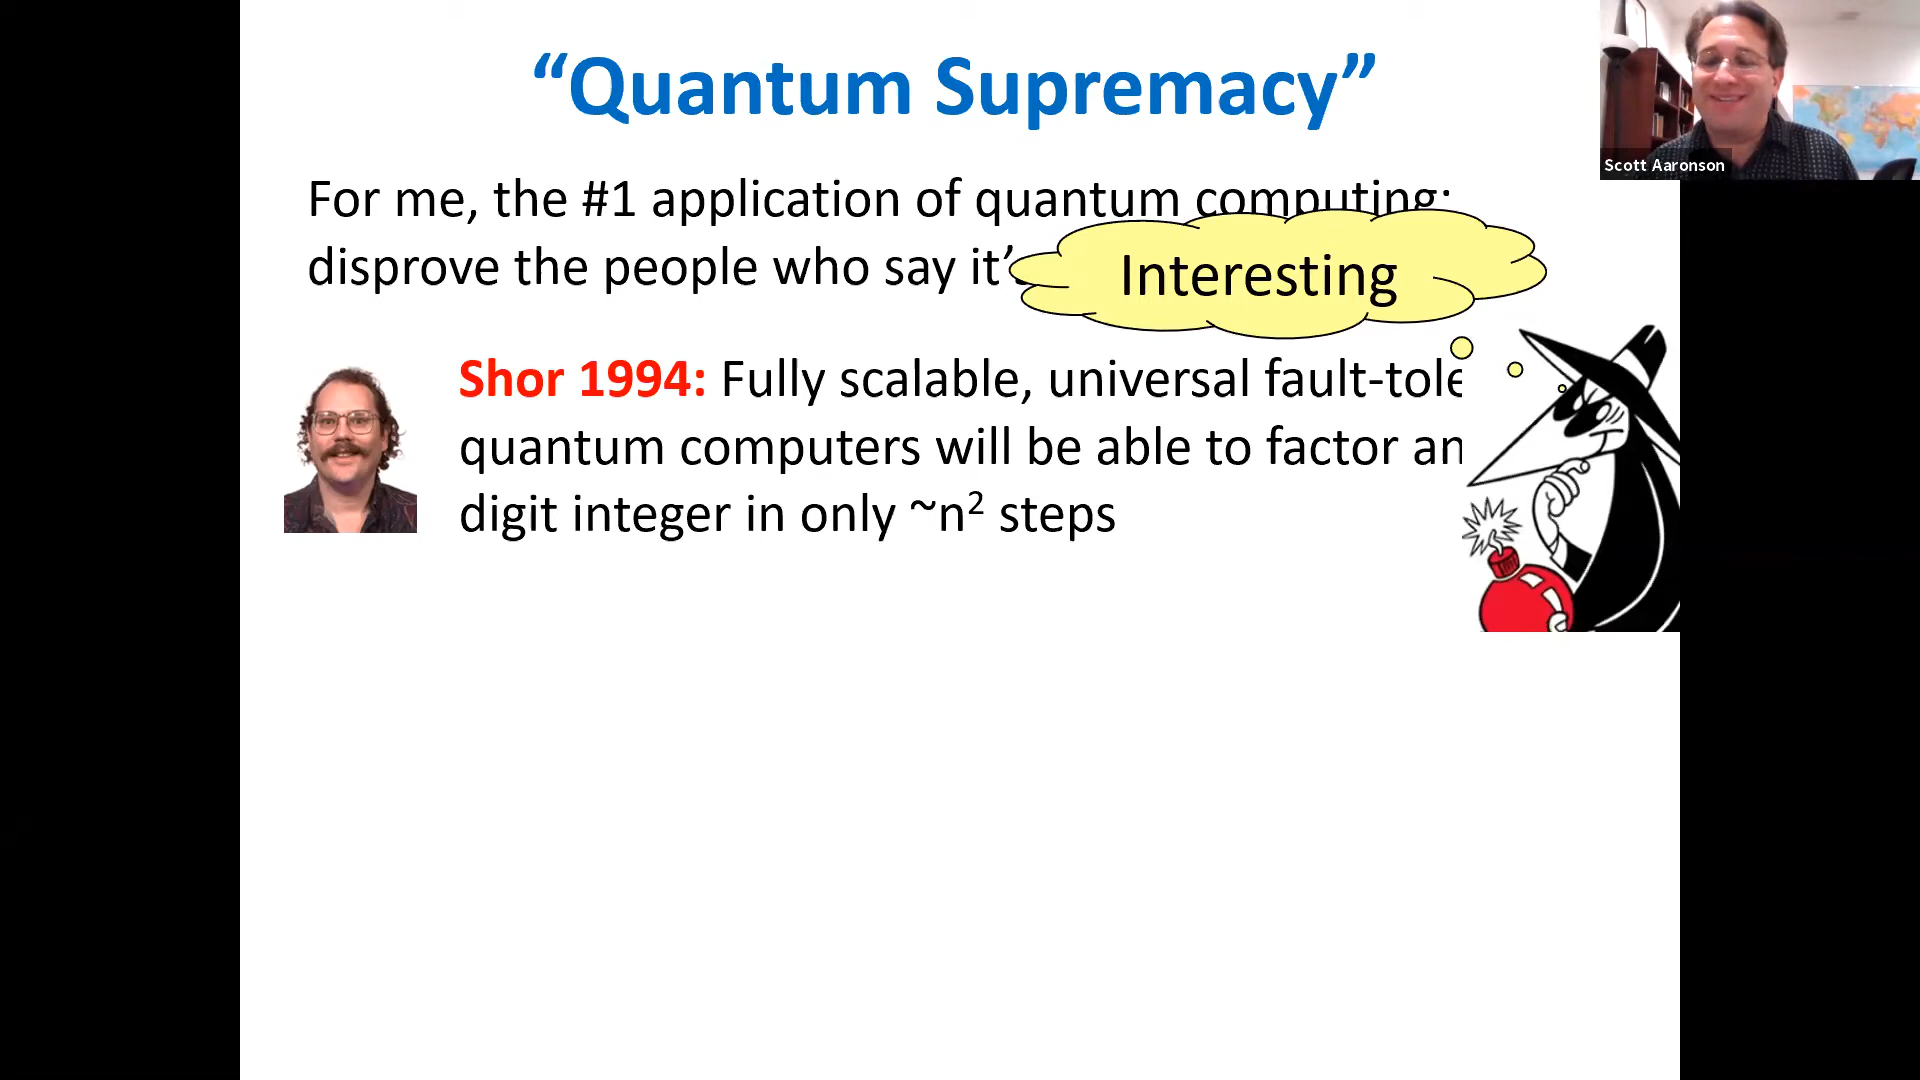 “Quantum Supremacy”
For me, the #1 application of quantum computing:
disprove the people who say it’
Interesting
Shor 1994: Fully scalable, universal fault-tole
quantum computers will be able to factor an
digit integer in only ~n² steps
Scott Aaronson